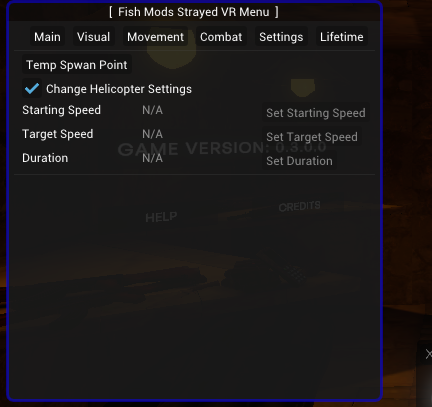 [ Fish Mods Strayed VR Menu ]
Main Visual Movement Combat Settings Lifetime
Temp Spwan Point
Change Helicopter Settings
Starting Speed N/A Set Starting Speed
Target Speed N/A Set Target Speed
GAME VERSION: 0.3.0.0
Duration N/A Set Duration
HELP CREDITS
X